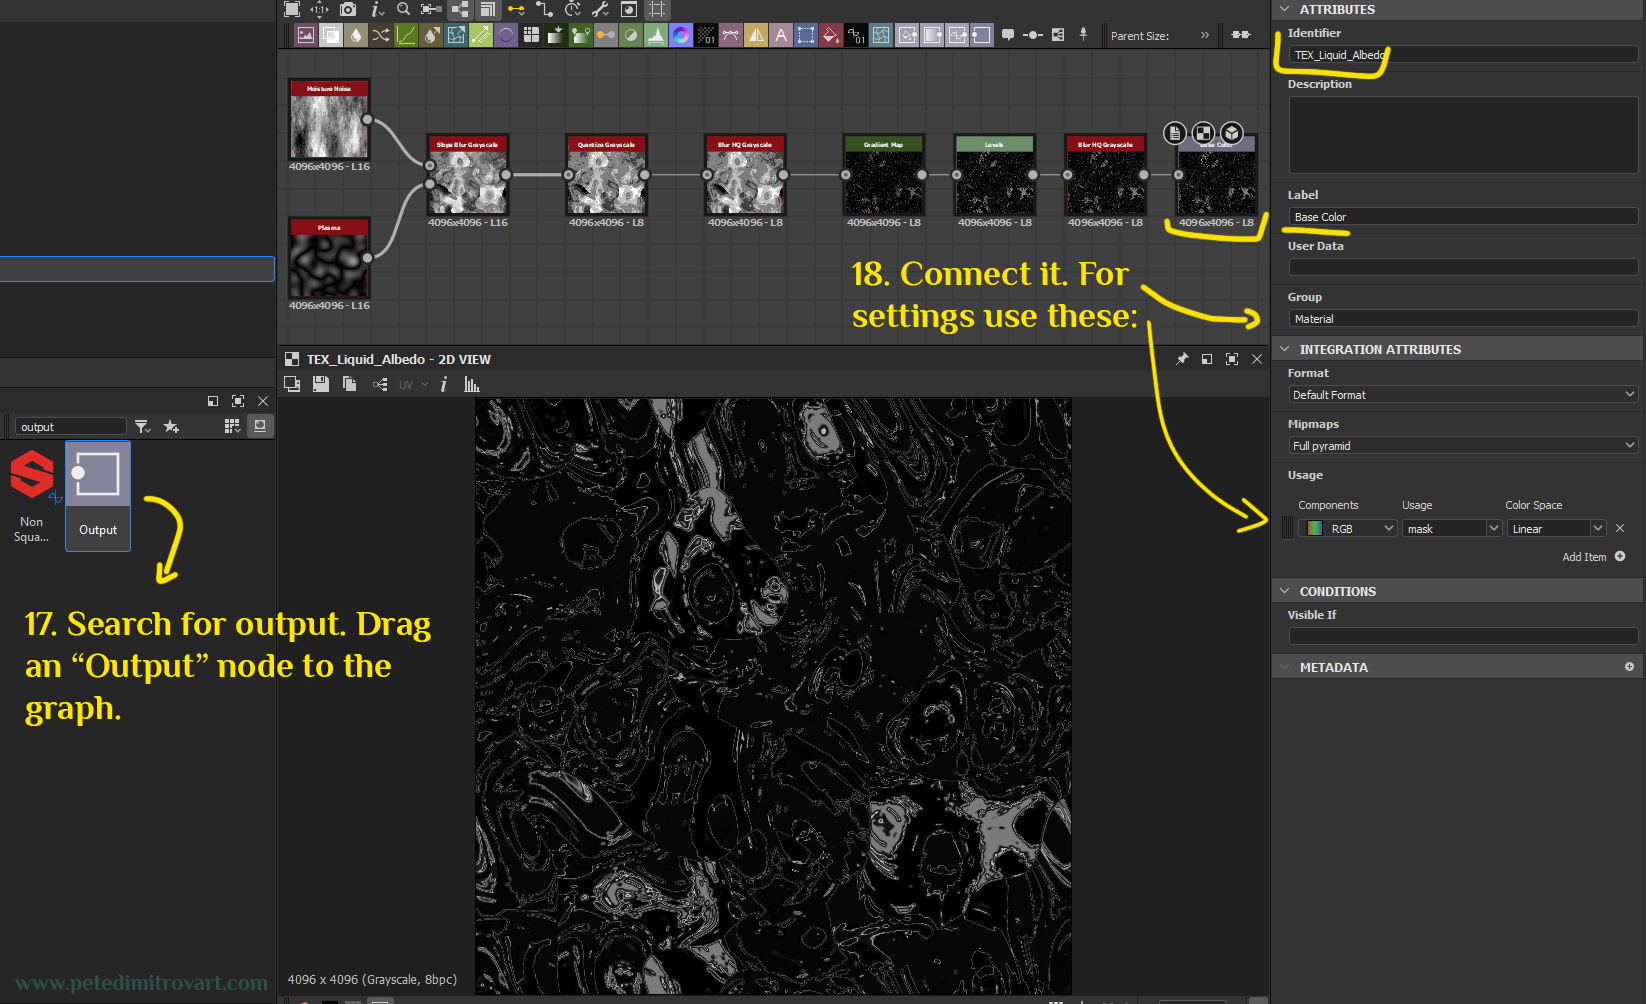 Parent Size:
Moisture Noise
4096x4096 - L16
Plasma
4096x4096 - L16
Slope Blur Grayscale
4096x4096 - L16
Quantize Grayscale
4096x4096 - L8
Blur HQ Grayscale
4096x4096 - L8
Gradient Map
4096x4096 - L8
Levels
4096x4096 - L8
Blur HQ Grayscale
4096x4096 - L8
Base Color
4096x4096 - L8
18. Connect it. For
settings use these:
TEX_Liquid_Albedo - 2D VIEW
UV
4096 x 4096 (Grayscale, 8bpc)
output
Non
Squa...
Output
17. Search for output. Drag
an “Output” node to the
graph.
www.petedimitrovart.com
ATTRIBUTES
Identifier
TEX_Liquid_Albedo
Description
Label
Base Color
User Data
Group
Material
INTEGRATION ATTRIBUTES
Format
Default Format
Mipmaps
Full pyramid
Usage
Components Usage Color Space
RGB mask Linear
Add Item
CONDITIONS
Visible If
METADATA